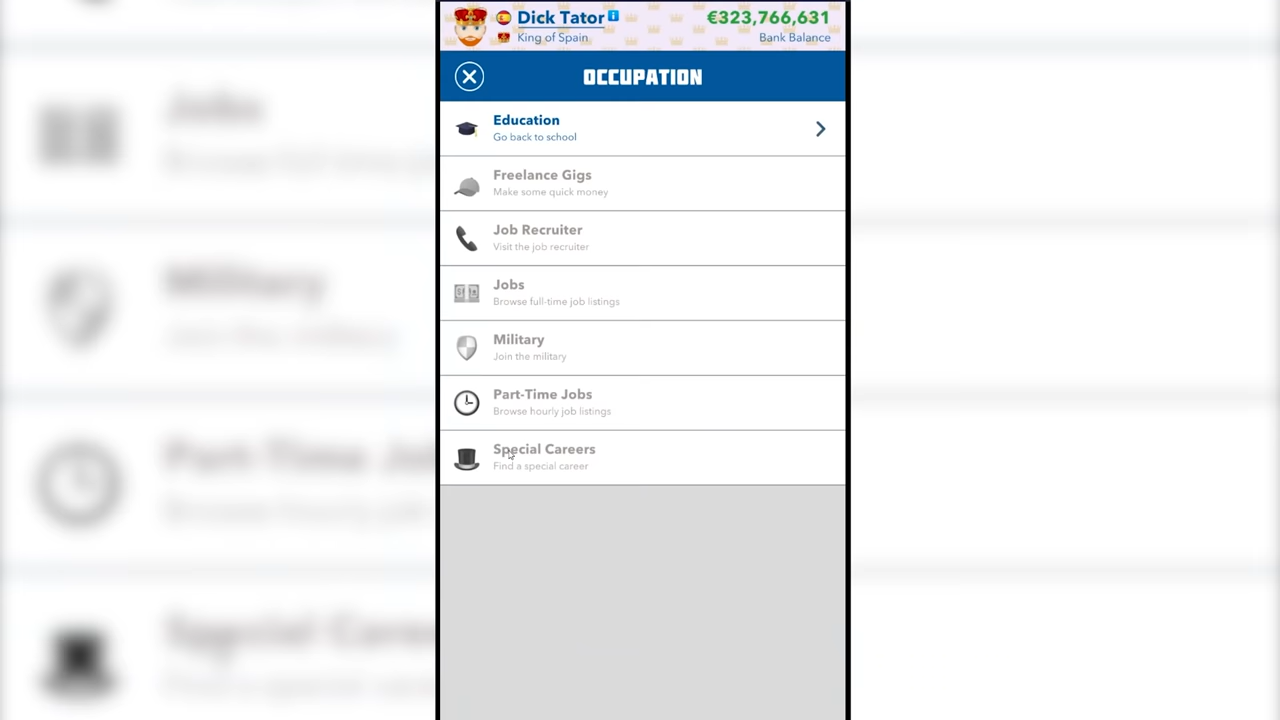 Dick Tator
€323,766,631
King of Spain
Bank Balance
OCCUPATION
Education
Go back to school
Freelance Gigs
Make some quick money
Job Recruiter
Visit the job recruiter
Jobs
Browse full-time job listings
Military
Join the military
Part-Time Jobs
Browse hourly job listings
Special Careers
Find a special career